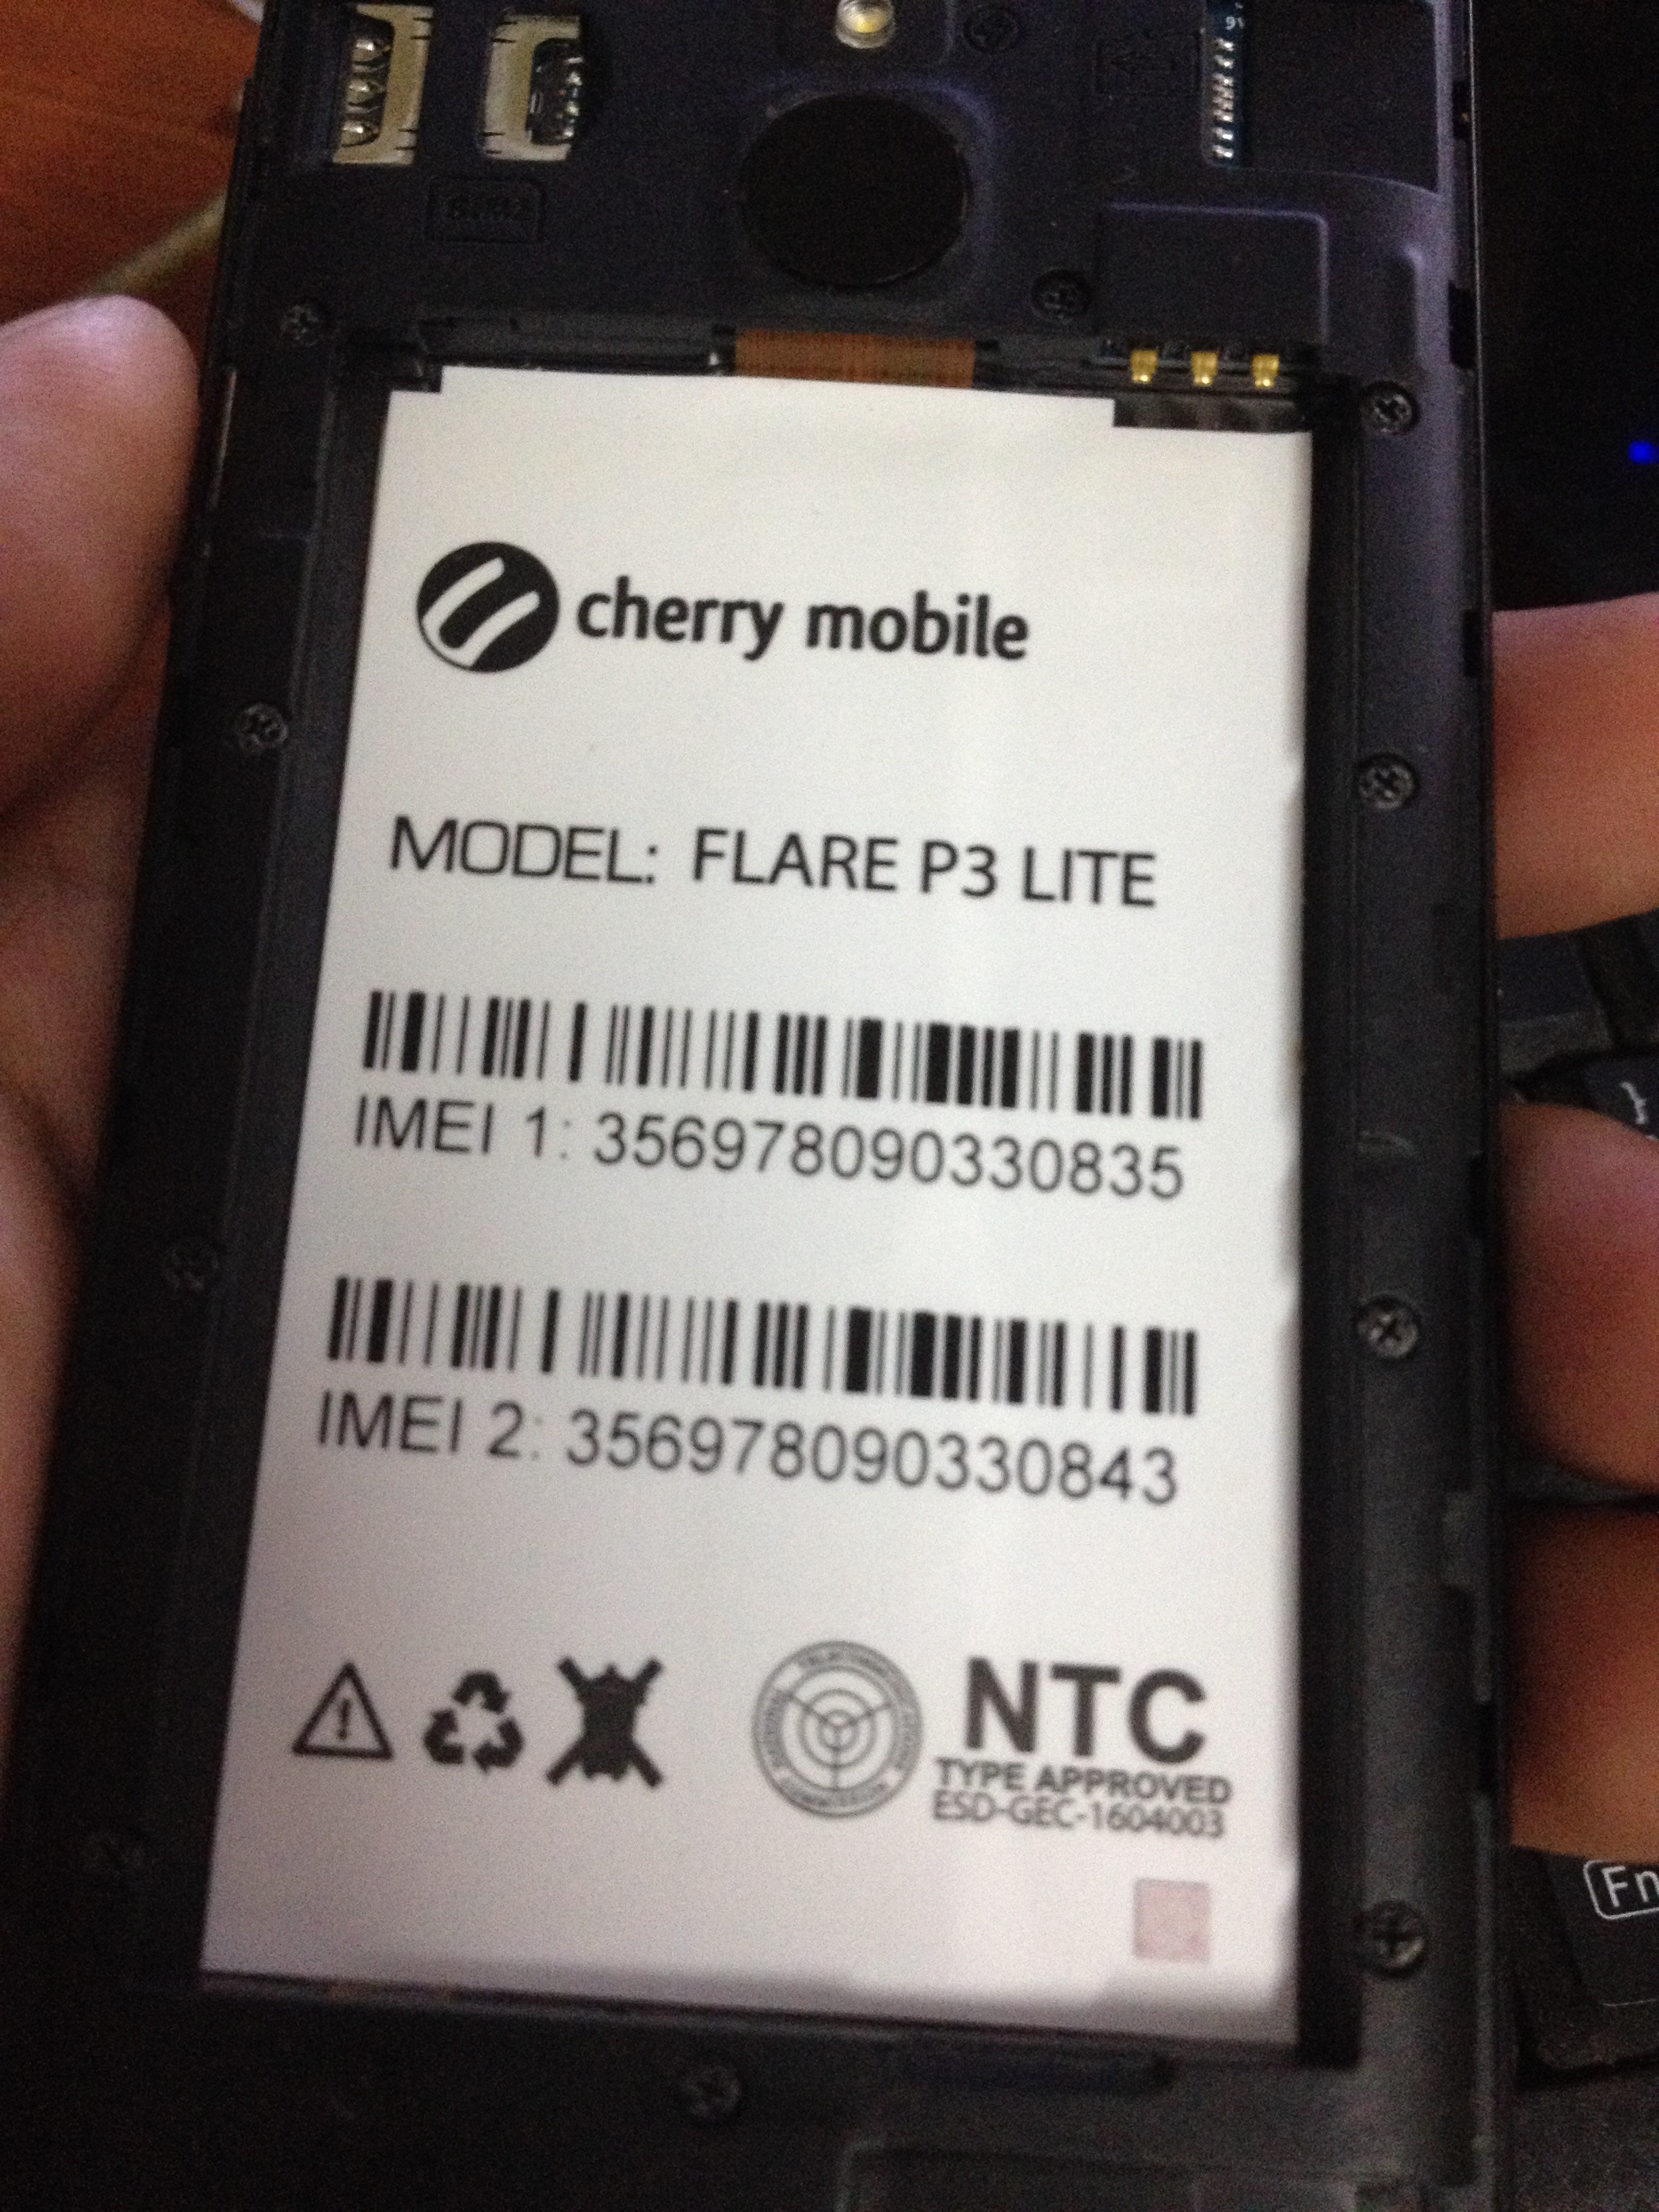 SIM2
cherry mobile
MODEL: FLARE P3 LITE
IMEI 1: 356978090330835
IMEI 2: 356978090330843
NTC
TYPE APPROVED
ESD-GEC-1604003
Fn